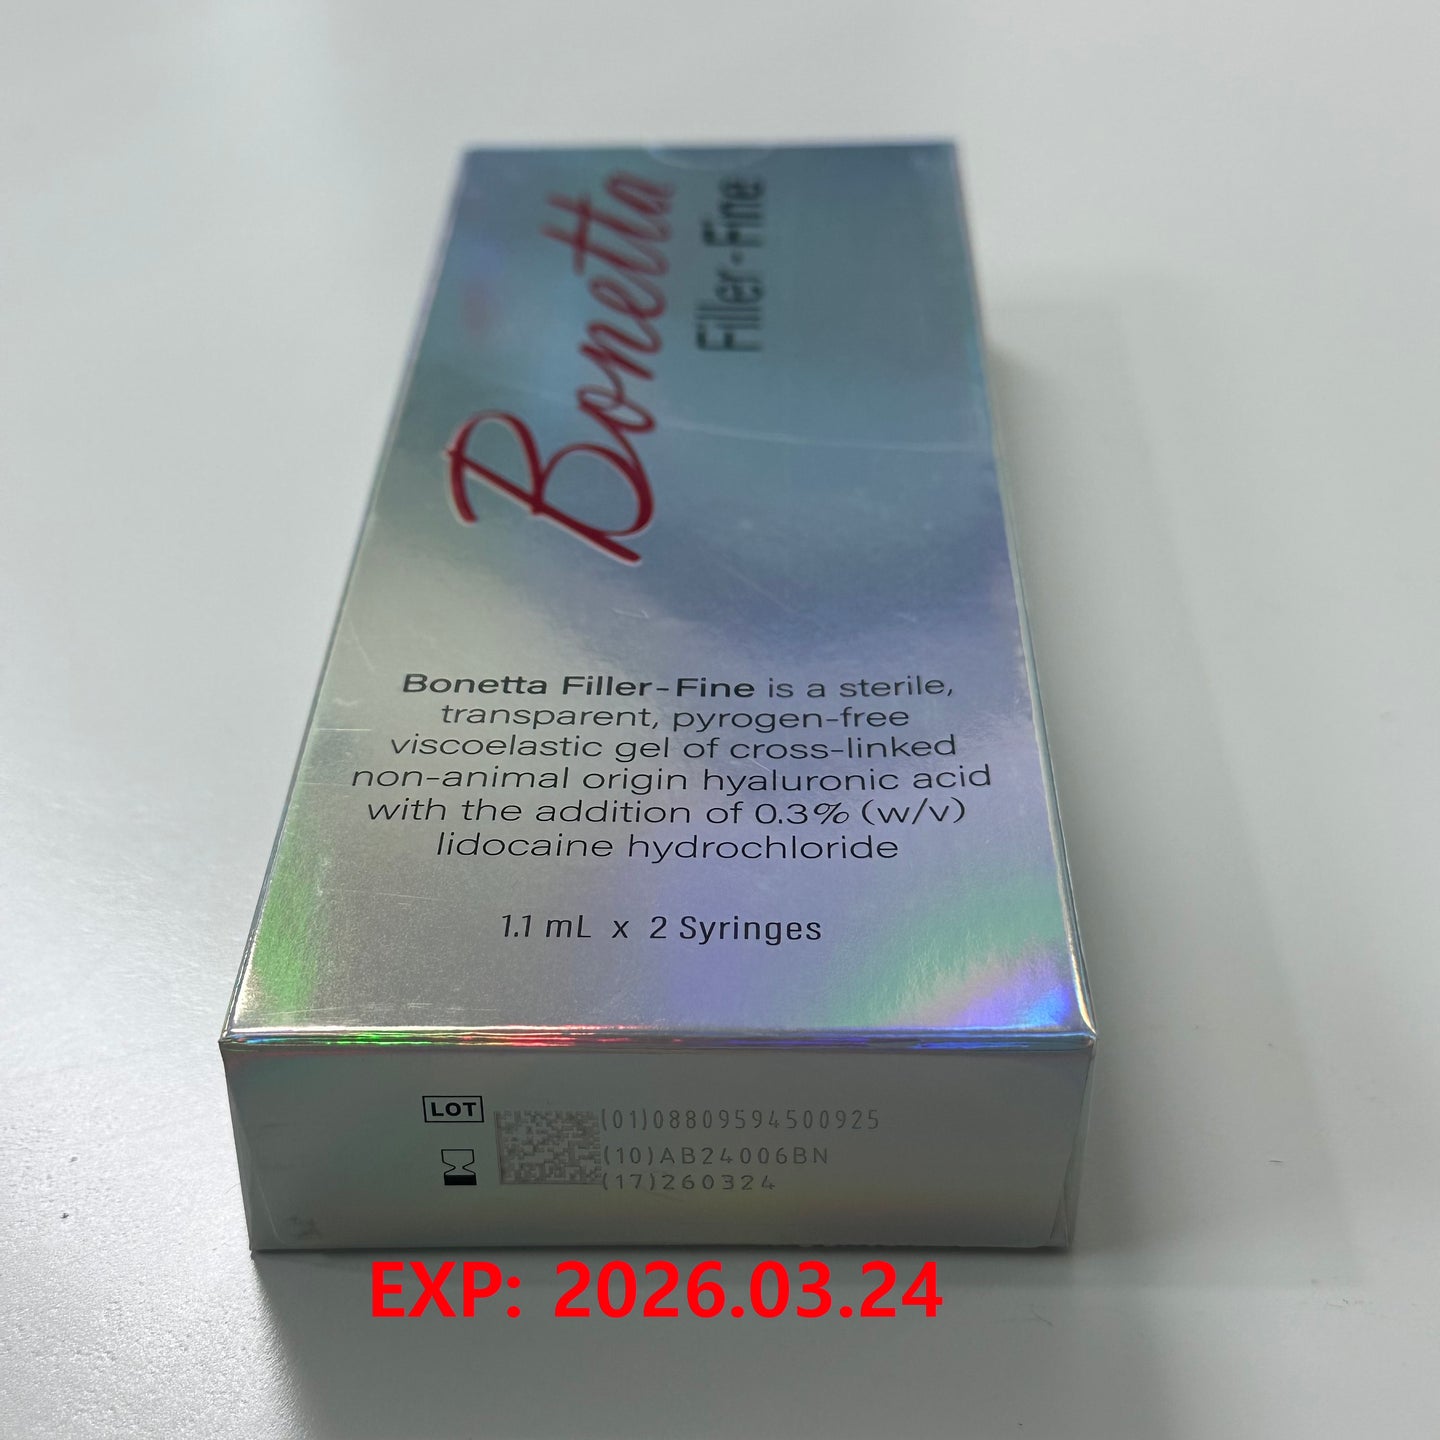 Bonetta
Filler-Fine
Bonetta Filler-Fine is a sterile,
transparent, pyrogen-free
viscoelastic gel of cross-linked
non-animal origin hyaluronic acid
with the addition of 0.3% (w/v)
lidocaine hydrochloride
1.1 mL x 2 Syringes
LOT
(01)08809594500925
(10)AB24006BN
(17)260324
EXP: 2026.03.24